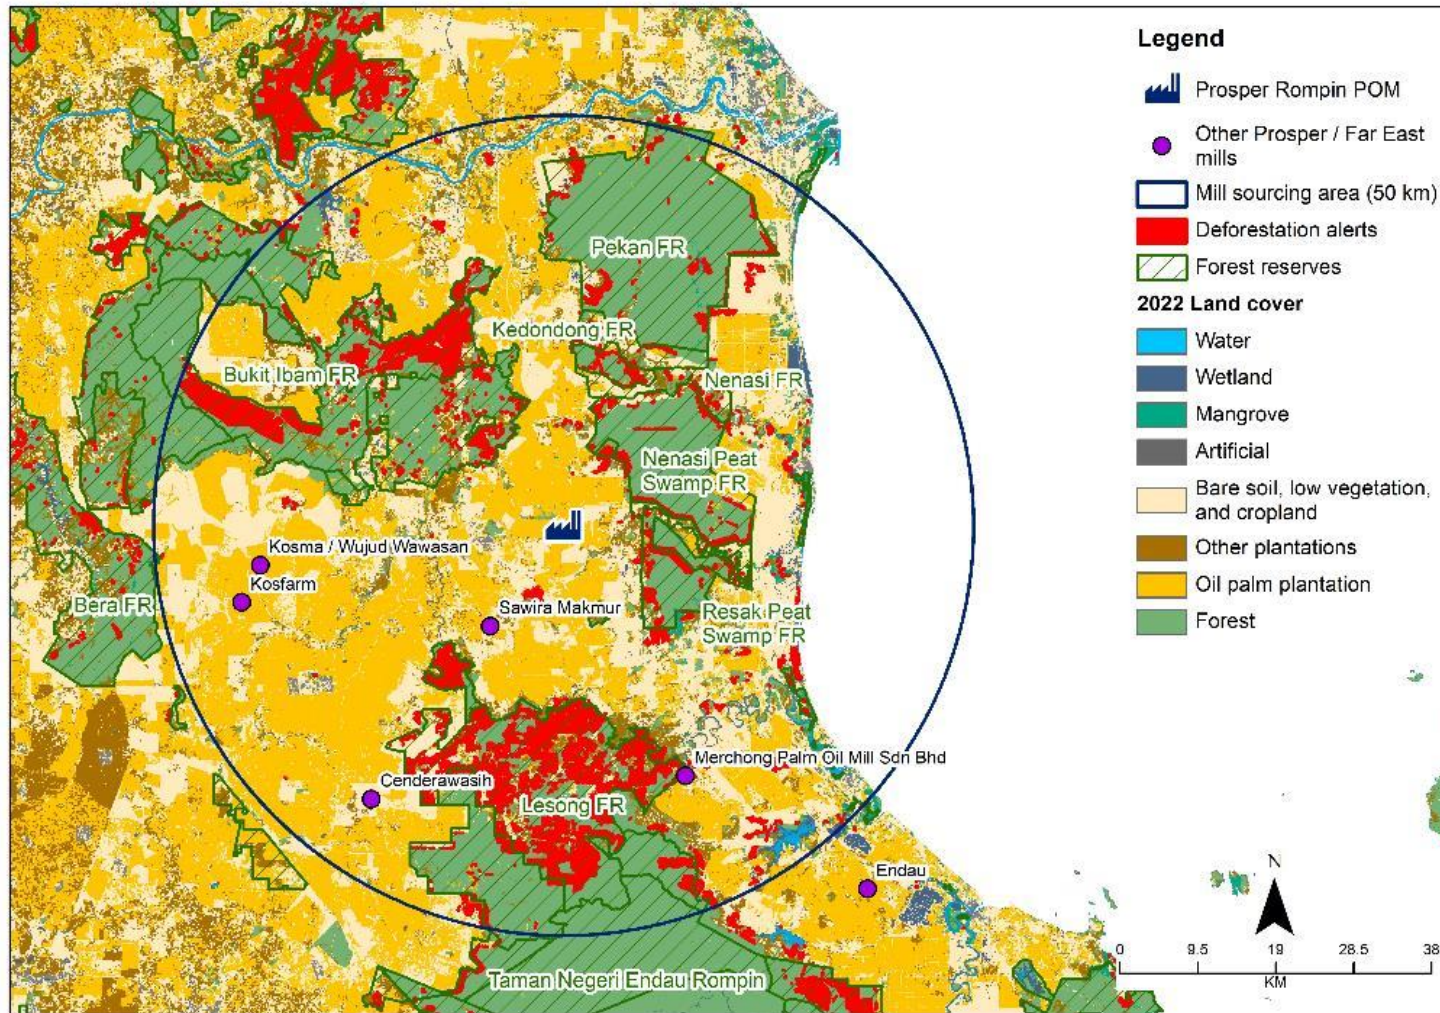 Legend
Prosper Rompin POM
Other Prosper / Far East
mills
Mill sourcing area (50 km)
Deforestation alerts
Forest reserves
2022 Land cover
Water
Wetland
Mangrove
Artificial
Bare soil, low vegetation,
and cropland
Other plantations
Oil palm plantation
Forest
Pekan FR
Kedondong FR
Bukit Ibam FR
Nenasi FR
Nenasi Peat
Swamp FR
Kosma / Wujud Wawasan
Kosfarm
Bera FR
Sawira Makmur
Resak Peat
Swamp FR
Merchong Palm Oil Mill Sdn Bhd
Cenderawasih
Lesong FR
Endau
Taman Negeri Endau Rompin
N
0 9.5 19 28.5 38
KM